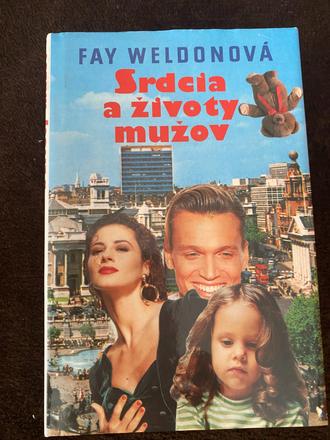 FAY WELDONOVÁ
Srdcia
a životy
mužov